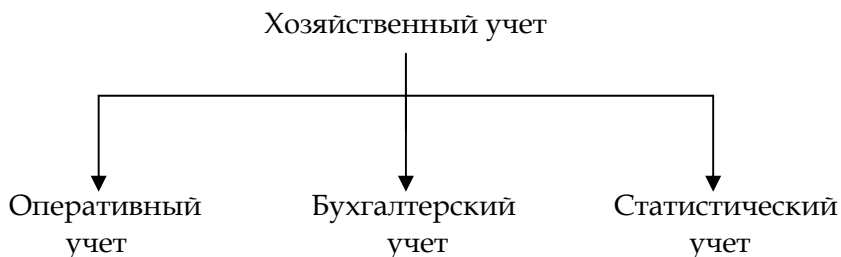 Хозяйственный учет
Оперативный
учет
Бухгалтерский
учет
Статистический
учет